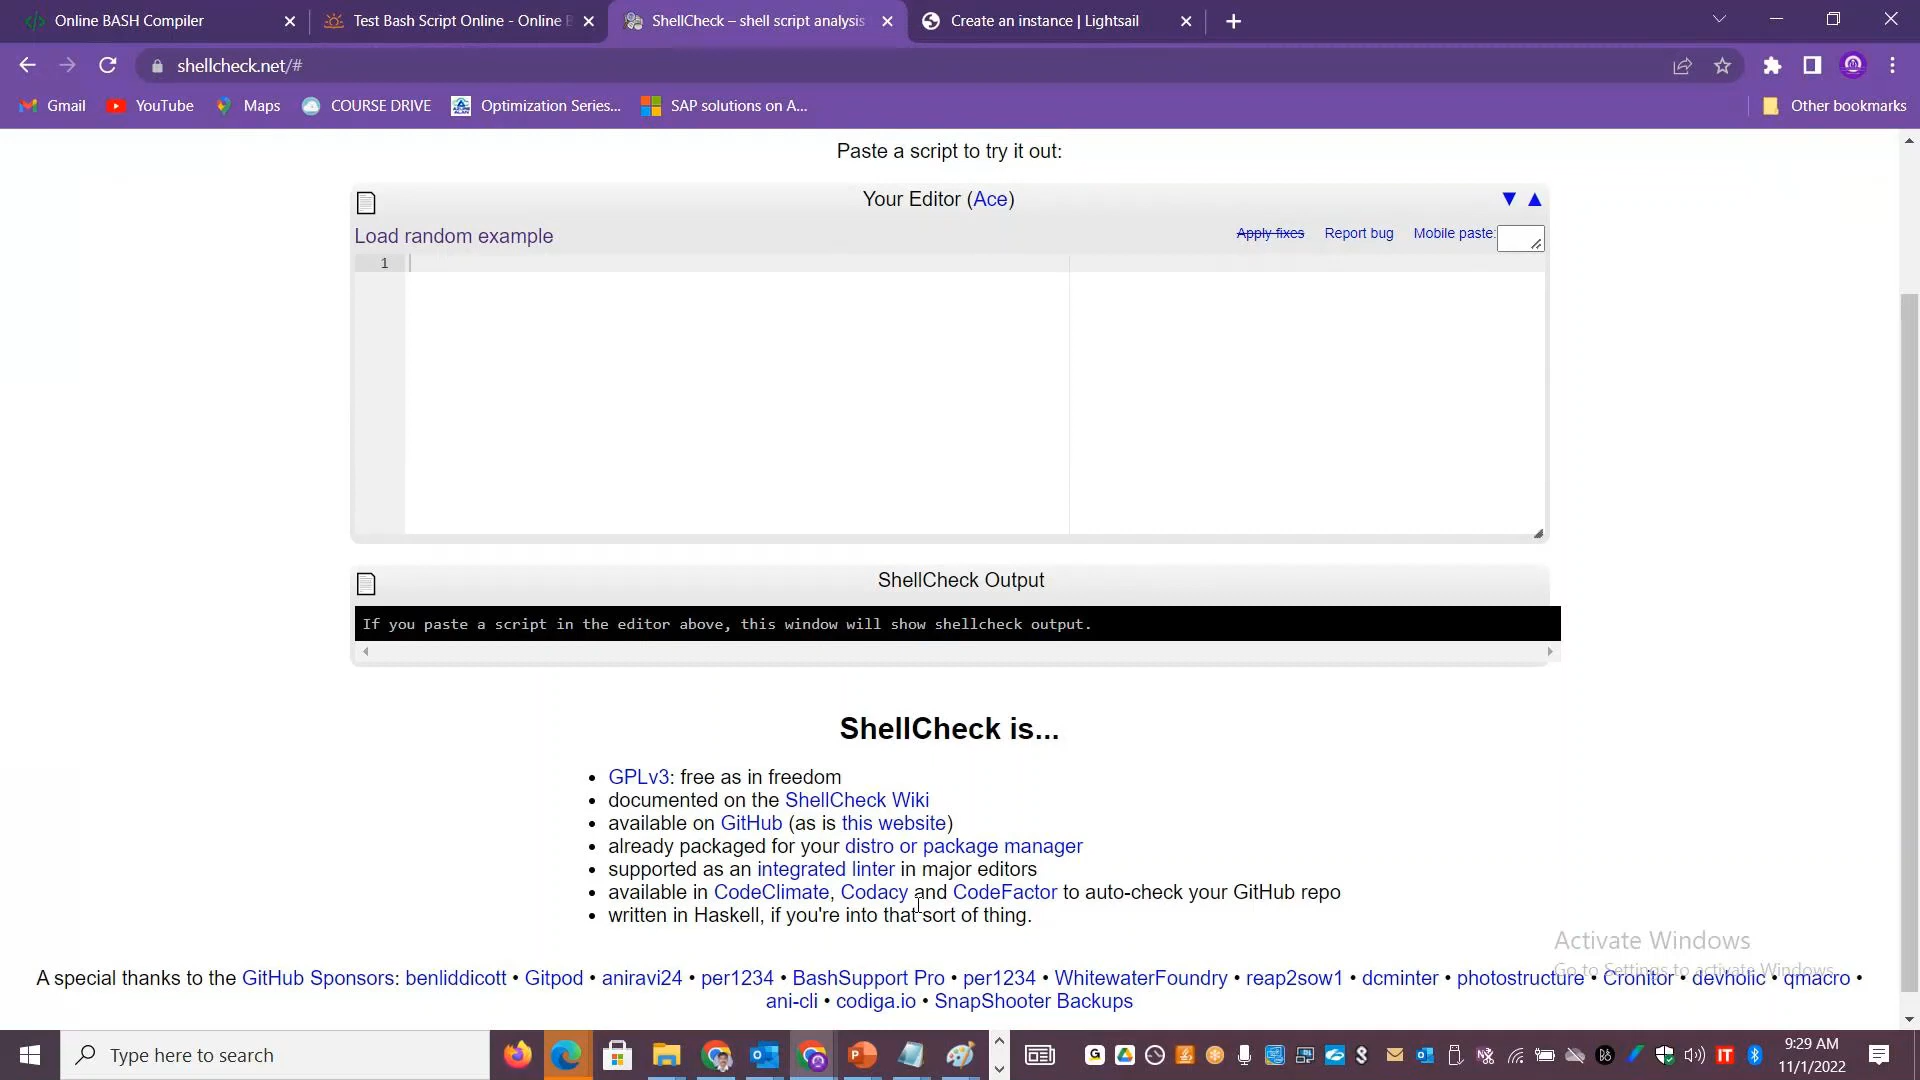 Online BASH Compiler
Test Bash Script Online - Online B
ShellCheck – shell script analysis
Create an instance | Lightsail
shellcheck.net/#
Gmail
YouTube
Maps
COURSE DRIVE
Optimization Series...
SAP solutions on A...
Other bookmarks
Paste a script to try it out:
Your Editor (Ace)
▼ ▲
Load random example
Apply fixes
Report bug
Mobile paste:
1
ShellCheck Output
If you paste a script in the editor above, this window will show shellcheck output.
ShellCheck is...
• GPLv3: free as in freedom
• documented on the ShellCheck Wiki
• available on GitHub (as is this website)
• already packaged for your distro or package manager
• supported as an integrated linter in major editors
• available in CodeClimate, Codacy and CodeFactor to auto-check your GitHub repo
• written in Haskell, if you're into that sort of thing.
Activate Windows
Go to Settings to activate Windows.
A special thanks to the GitHub Sponsors: benliddicott • Gitpod • aniravi24 • per1234 • BashSupport Pro • per1234 • WhitewaterFoundry • reap2sow1 • dcminter • photostructure • Cronitor • devholic • qmacro •
ani-cli • codiga.io • SnapShooter Backups
Type here to search
9:29 AM
11/1/2022